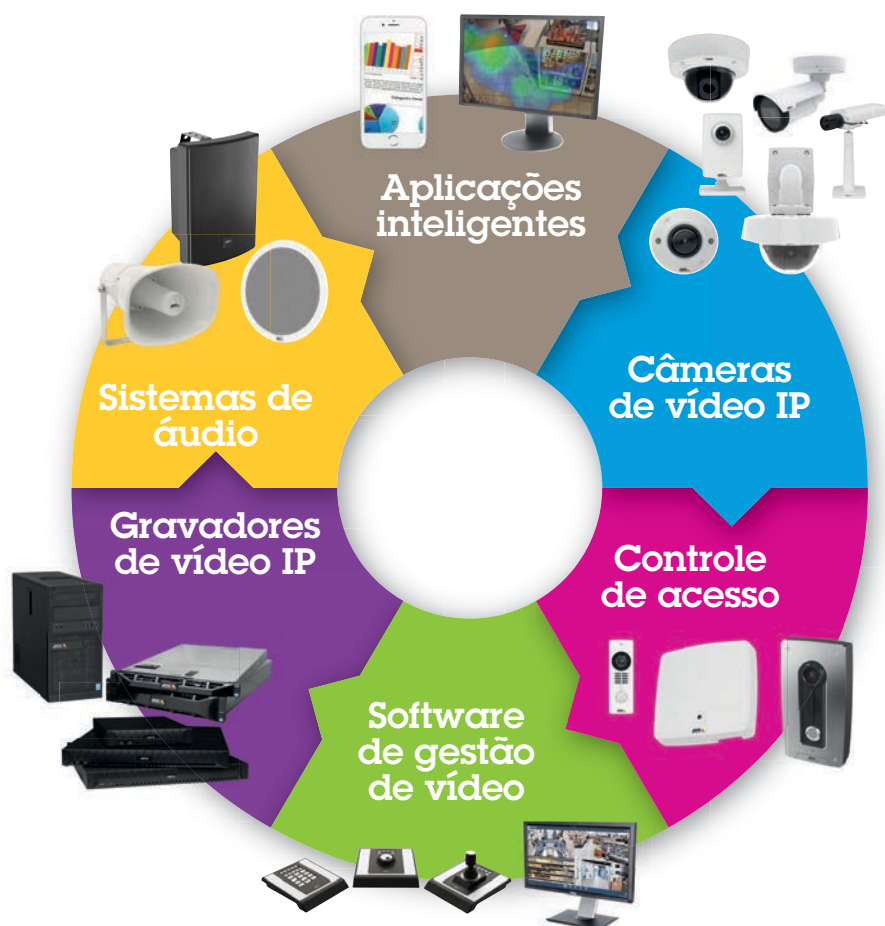 Aplicações
inteligentes
Câmeras
de vídeo IP
Controle
de acesso
Software
de gestão
de vídeo
Gravadores
de vídeo IP
Sistemas de
áudio